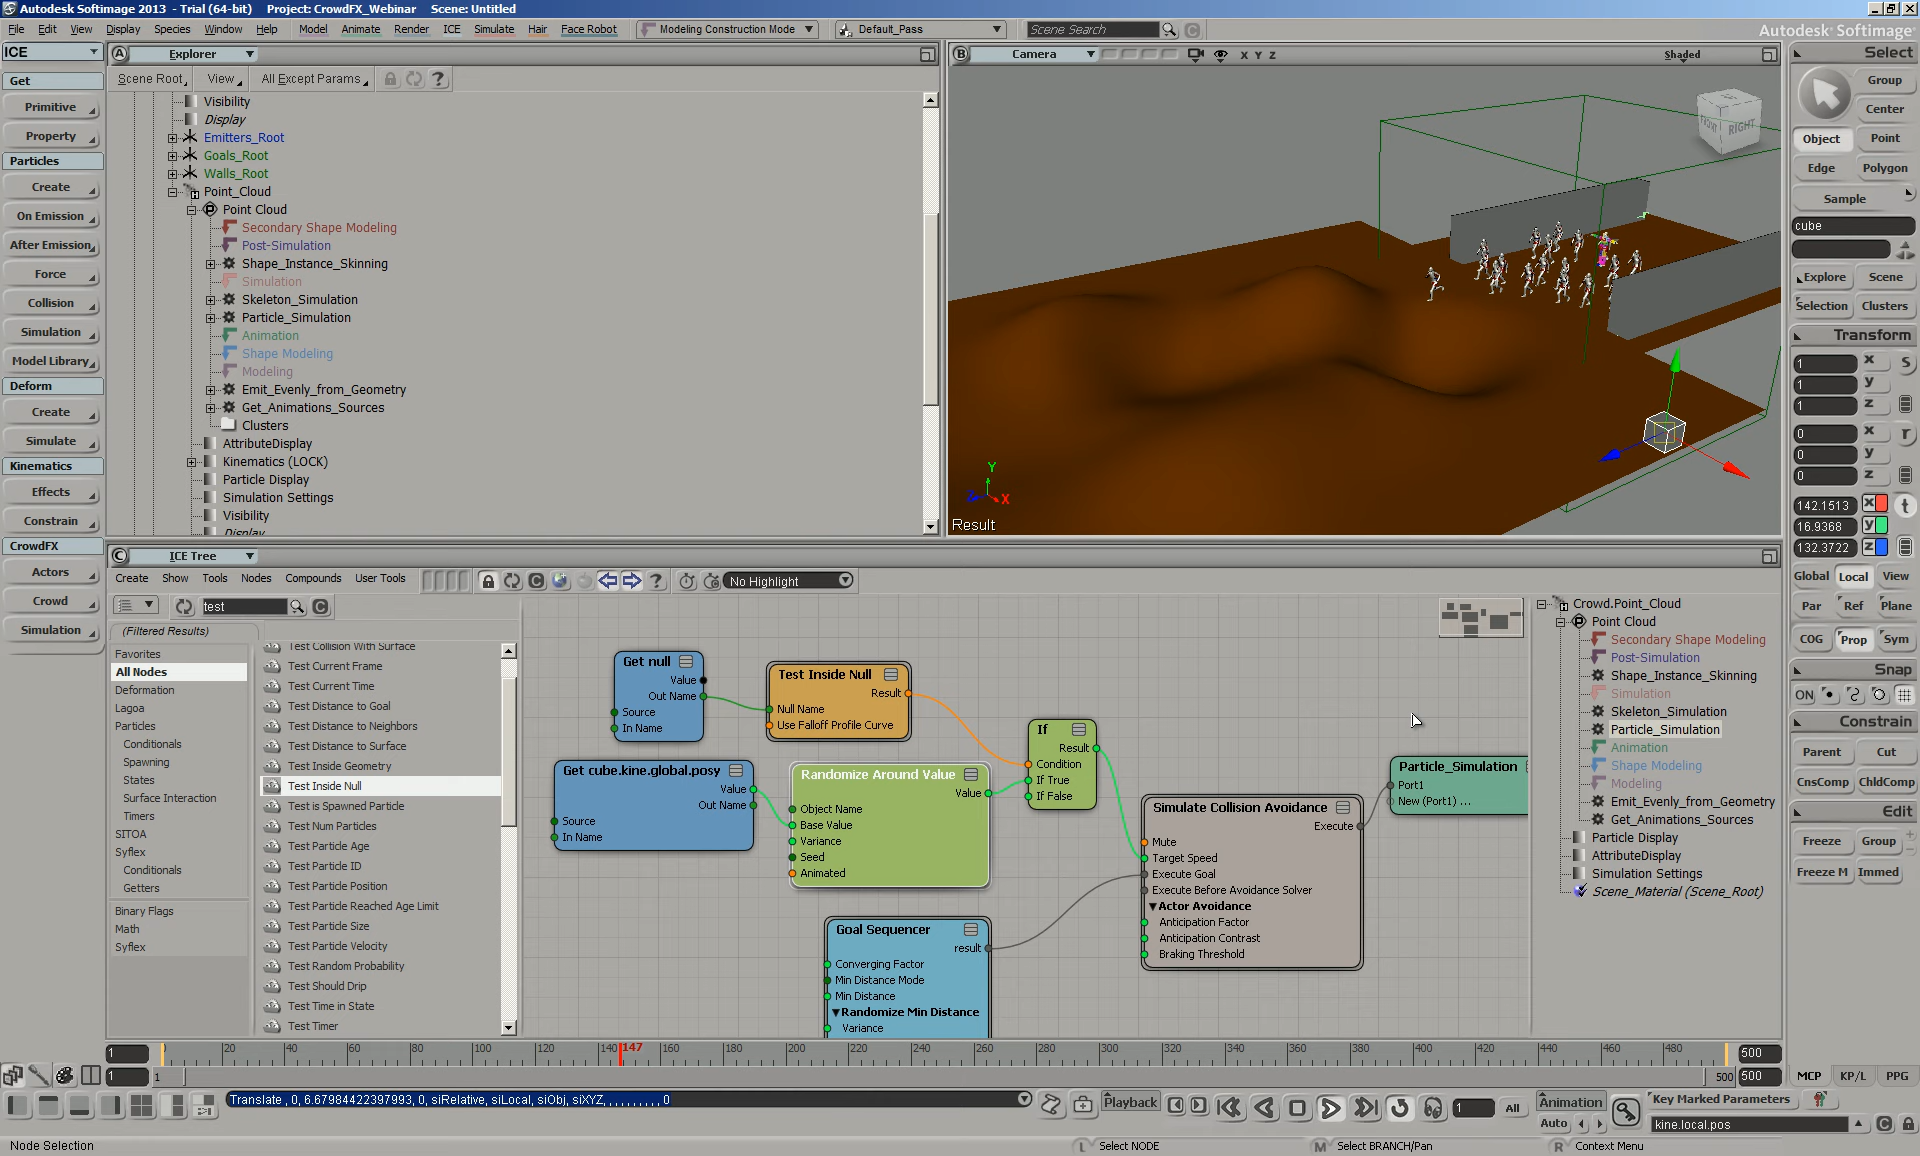 Autodesk Softimage 2013 - Trial (64-bit)    Project: CrowdFX_Webinar    Scene: Untitled
File Edit View Display Species Window Help Model Animate Render ICE Simulate Hair Face Robot Modeling Construction Mode Default_Pass Scene Search Autodesk® Softimage®
ICE
Get
Primitive
Property
Particles
Create
On Emission
After Emission
Force
Collision
Simulation
Model Library
Deform
Create
Simulate
Kinematics
Effects
Constrain
CrowdFX
Actors
Crowd
Simulation
A Explorer
Scene Root View All Except Params ?
Visibility
Display
Emitters_Root
Goals_Root
Walls_Root
Point_Cloud
Point Cloud
Secondary Shape Modeling
Post-Simulation
Shape_Instance_Skinning
Simulation
Skeleton_Simulation
Particle_Simulation
Animation
Shape Modeling
Modeling
Emit_Evenly_from_Geometry
Get_Animations_Sources
Clusters
AttributeDisplay
Kinematics (LOCK)
Particle Display
Simulation Settings
Visibility
Display
B Camera X Y Z Shaded
FRONT RIGHT
Y
Z X
Result
C ICE Tree
Create Show Tools Nodes Compounds User Tools No Highlight
test
(Filtered Results)
Favorites
All Nodes
Deformation
Lagoa
Particles
Conditionals
Spawning
States
Surface Interaction
Timers
SITOA
Syflex
Conditionals
Getters
Binary Flags
Math
Syflex
Test Collision With Surface
Test Current Frame
Test Current Time
Test Distance to Goal
Test Distance to Neighbors
Test Distance to Surface
Test Inside Geometry
Test Inside Null
Test is Spawned Particle
Test Num Particles
Test Particle Age
Test Particle ID
Test Particle Position
Test Particle Reached Age Limit
Test Particle Size
Test Particle Velocity
Test Random Probability
Test Should Drip
Test Time in State
Test Timer
Get null
Value
Out Name
Source
In Name
Test Inside Null
Result
Null Name
Use Falloff Profile Curve
Get cube.kine.global.posy
Value
Out Name
Source
In Name
Randomize Around Value
Value
Object Name
Base Value
Variance
Seed
Animated
If
Result
Condition
If True
If False
Goal Sequencer
result
Converging Factor
Min Distance Mode
Min Distance
Randomize Min Distance
Variance
Simulate Collision Avoidance
Execute
Mute
Target Speed
Execute Goal
Execute Before Avoidance Solver
Actor Avoidance
Anticipation Factor
Anticipation Contrast
Braking Threshold
Particle_Simulation
Port1
New (Port1) ...
Crowd.Point_Cloud
Point Cloud
Secondary Shape Modeling
Post-Simulation
Shape_Instance_Skinning
Simulation
Skeleton_Simulation
Particle_Simulation
Animation
Shape Modeling
Modeling
Emit_Evenly_from_Geometry
Get_Animations_Sources
Particle Display
AttributeDisplay
Simulation Settings
Scene_Material (Scene_Root)
Select
Group
Center
Object Point
Edge Polygon
Sample
cube
Explore Scene
Selection Clusters
Transform
1 x s
1 y
1 z
0 x r
0 y
0 z
142.1513 x t
16.9368 y
132.3722 z
Global Local View
Par Ref Plane
COG Prop Sym
Snap
ON
Constrain
Parent Cut
CnsComp ChldComp
Edit
Freeze Group
Freeze M Immed
1 20 40 60 80 100 120 140 147 160 180 200 220 240 260 280 300 320 340 360 380 400 420 440 460 480 500
1 1 500 500
MCP KP/L PPG
Translate , 0, 6.67984422397993, 0, siRelative, siLocal, siObj, siXYZ, , , , , , , , , , 0
Playback 1 All Animation Key Marked Parameters
Auto kine.local.pos
Node Selection L Select NODE M Select BRANCH/Pan R Context Menu